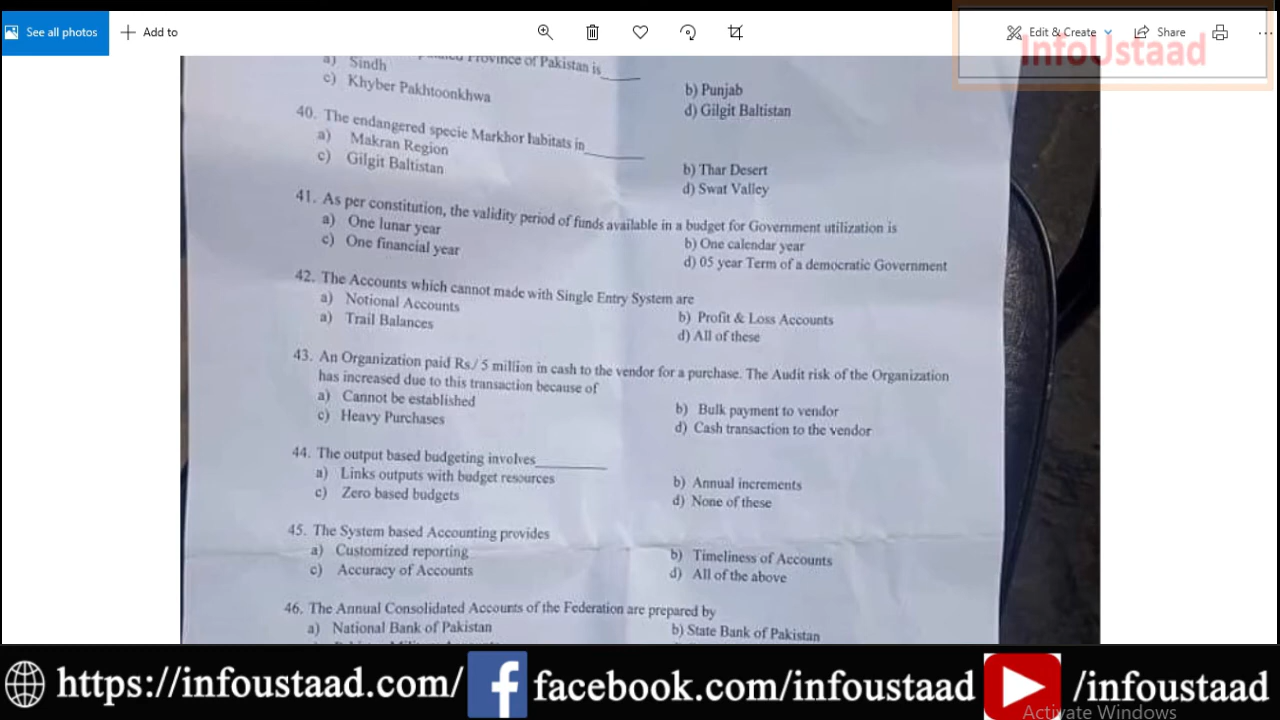 See all photos
Add to
Edit & Create
Share
InfoUstaad
Province of Pakistan is
a) Sindh
b) Punjab
c) Khyber Pakhtoonkhwa
d) Gilgit Baltistan
40. The endangered specie Markhor habitats in________
a) Makran Region
b) Thar Desert
c) Gilgit Baltistan
d) Swat Valley
41. As per constitution, the validity period of funds available in a budget for Government utilization is
a) One lunar year
b) One calendar year
c) One financial year
d) 05 year Term of a democratic Government
42. The Accounts which cannot made with Single Entry System are
a) Notional Accounts
b) Profit & Loss Accounts
a) Trail Balances
d) All of these
43. An Organization paid Rs./ 5 million in cash to the vendor for a purchase. The Audit risk of the Organization
has increased due to this transaction because of
a) Cannot be established
b) Bulk payment to vendor
c) Heavy Purchases
d) Cash transaction to the vendor
44. The output based budgeting involves_________
a) Links outputs with budget resources
b) Annual increments
c) Zero based budgets
d) None of these
45. The System based Accounting provides
a) Customized reporting
b) Timeliness of Accounts
c) Accuracy of Accounts
d) All of the above
46. The Annual Consolidated Accounts of the Federation are prepared by
a) National Bank of Pakistan
b) State Bank of Pakistan
https://infoustaad.com/
facebook.com/infoustaad
/infoustaad
Activate Windows